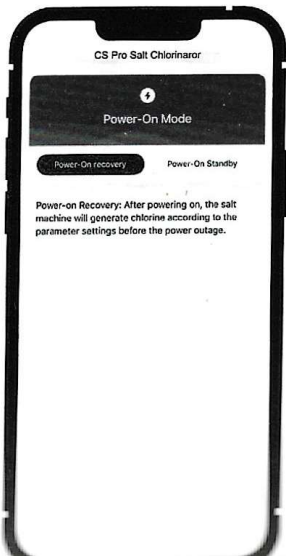 CS Pro Salt Chlorinaror
Power-On Mode
Power-On recovery
Power-On Standby
Power-on Recovery: After powering on, the salt
machine will generate chlorine according to the
parameter settings before the power outage.